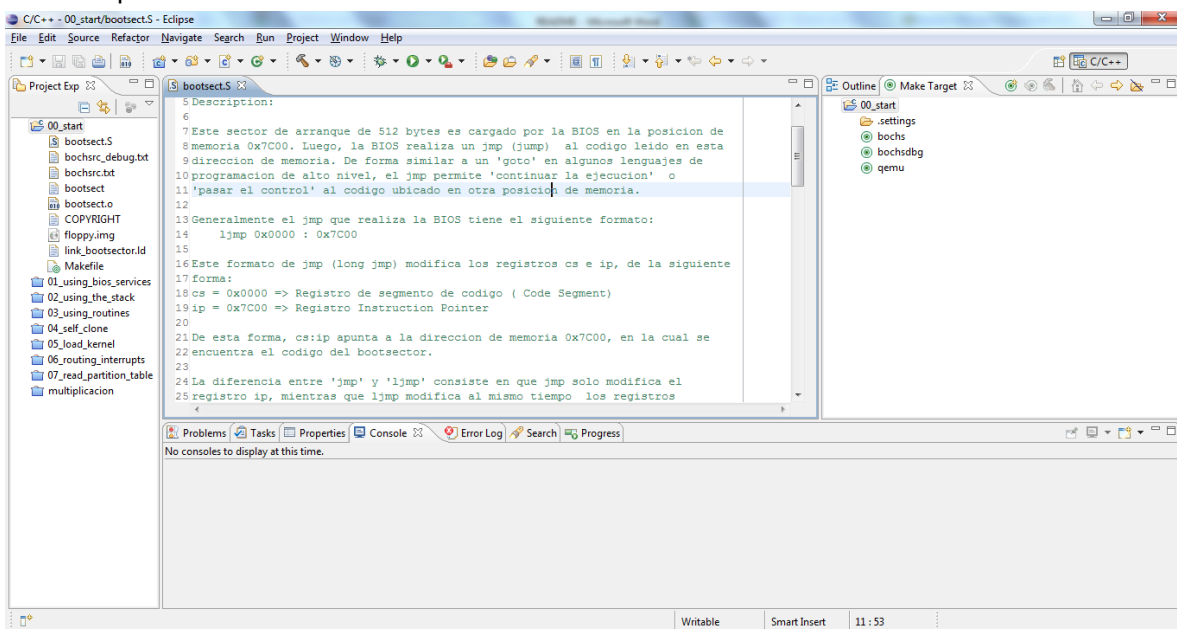 C/C++ - 00_start/bootsect.S - Eclipse
File Edit Source Refactor Navigate Search Run Project Window Help
C/C++
Project Exp
bootsect.S
Outline
Make Target
00_start
bootsect.S
bochsrc_debug.txt
bochsrc.txt
bootsect
bootsect.o
COPYRIGHT
floppy.img
link_bootsector.ld
Makefile
01_using_bios_services
02_using_the_stack
03_using_routines
04_self_clone
05_load_kernel
06_routing_interrupts
07_read_partition_table
multiplicacion
5 Description:
6
7 Este sector de arranque de 512 bytes es cargado por la BIOS en la posicion de
8 memoria 0x7C00. Luego, la BIOS realiza un jmp (jump) al codigo leido en esta
9 direccion de memoria. De forma similar a un 'goto' en algunos lenguajes de
10 programacion de alto nivel, el jmp permite 'continuar la ejecucion' o
11 'pasar el control' al codigo ubicado en otra posicion de memoria.
12
13 Generalmente el jmp que realiza la BIOS tiene el siguiente formato:
14 ljmp 0x0000 : 0x7C00
15
16 Este formato de jmp (long jmp) modifica los registros cs e ip, de la siguiente
17 forma:
18 cs = 0x0000 => Registro de segmento de codigo ( Code Segment)
19 ip = 0x7C00 => Registro Instruction Pointer
20
21 De esta forma, cs:ip apunta a la direccion de memoria 0x7C00, en la cual se
22 encuentra el codigo del bootsector.
23
24 La diferencia entre 'jmp' y 'ljmp' consiste en que jmp solo modifica el
25 registro ip, mientras que ljmp modifica al mismo tiempo los registros
00_start
.settings
bochs
bochsdbg
qemu
Problems Tasks Properties Console Error Log Search Progress
No consoles to display at this time.
Writable Smart Insert 11 : 53